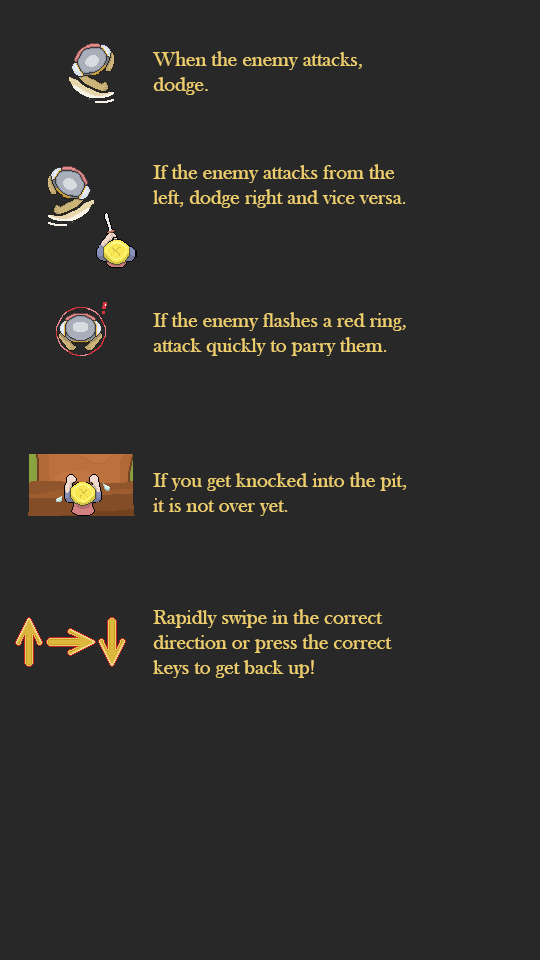 When the enemy attacks,
dodge.
If the enemy attacks from the
left, dodge right and vice versa.
!
If the enemy flashes a red ring,
attack quickly to parry them.
If you get knocked into the pit,
it is not over yet.
Rapidly swipe in the correct
direction or press the correct
keys to get back up!